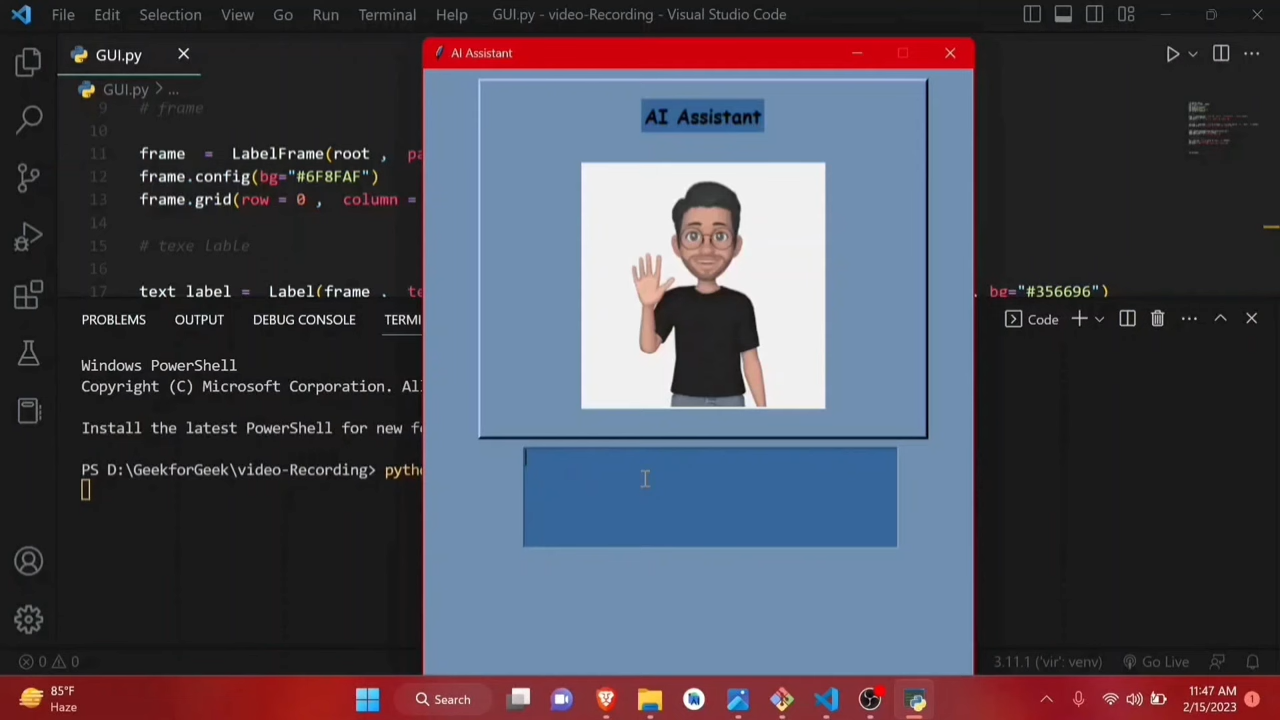 File Edit Selection View Go Run Terminal Help GUI.py - video-Recording - Visual Studio Code
GUI.py
GUI.py > ...
9 # frame
10
11 frame = LabelFrame(root , pa
12 frame.config(bg="#6F8FAF")
13 frame.grid(row = 0 , column =
14
15 # texe lable
16
17 text label = Label(frame , te
bg="#356696")
AI Assistant
AI Assistant
PROBLEMS OUTPUT DEBUG CONSOLE TERMI
Code
Windows PowerShell
Copyright (C) Microsoft Corporation. Al
Install the latest PowerShell for new fe
PS D:\GeekforGeek\video-Recording> pytho
0 0
3.11.1 ('vir': venv) Go Live
85°F
Haze
Search
11:47 AM
2/15/2023
1